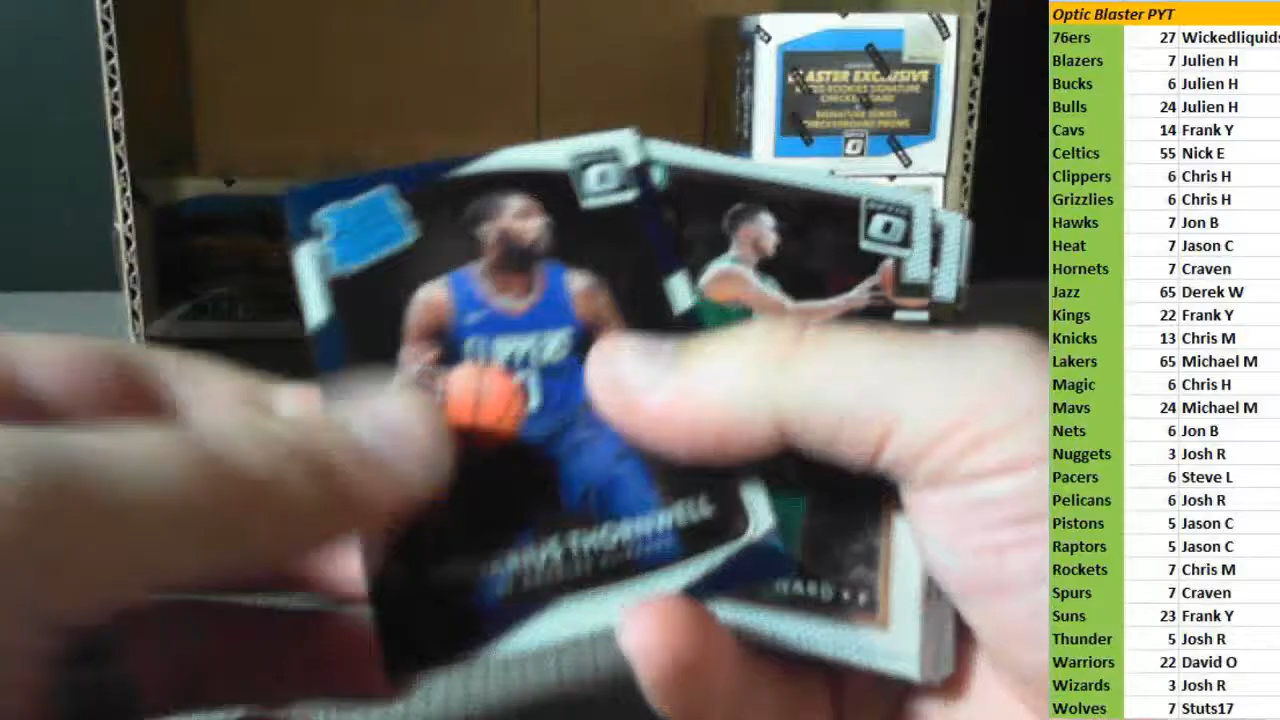 Optic Blaster PYT
76ers 27 Wickedliquids
Blazers 7 Julien H
Bucks 6 Julien H
Bulls 24 Julien H
Cavs 14 Frank Y
Celtics 55 Nick E
Clippers 6 Chris H
Grizzlies 6 Chris H
Hawks 7 Jon B
Heat 7 Jason C
Hornets 7 Craven
Jazz 65 Derek W
Kings 22 Frank Y
Knicks 13 Chris M
Lakers 65 Michael M
Magic 6 Chris H
Mavs 24 Michael M
Nets 6 Jon B
Nuggets 3 Josh R
Pacers 6 Steve L
Pelicans 6 Josh R
Pistons 5 Jason C
Raptors 5 Jason C
Rockets 7 Chris M
Spurs 7 Craven
Suns 23 Frank Y
Thunder 5 Josh R
Warriors 22 David O
Wizards 3 Josh R
Wolves 7 Stuts17
BLASTER EXCLUSIVE
THORNWELL